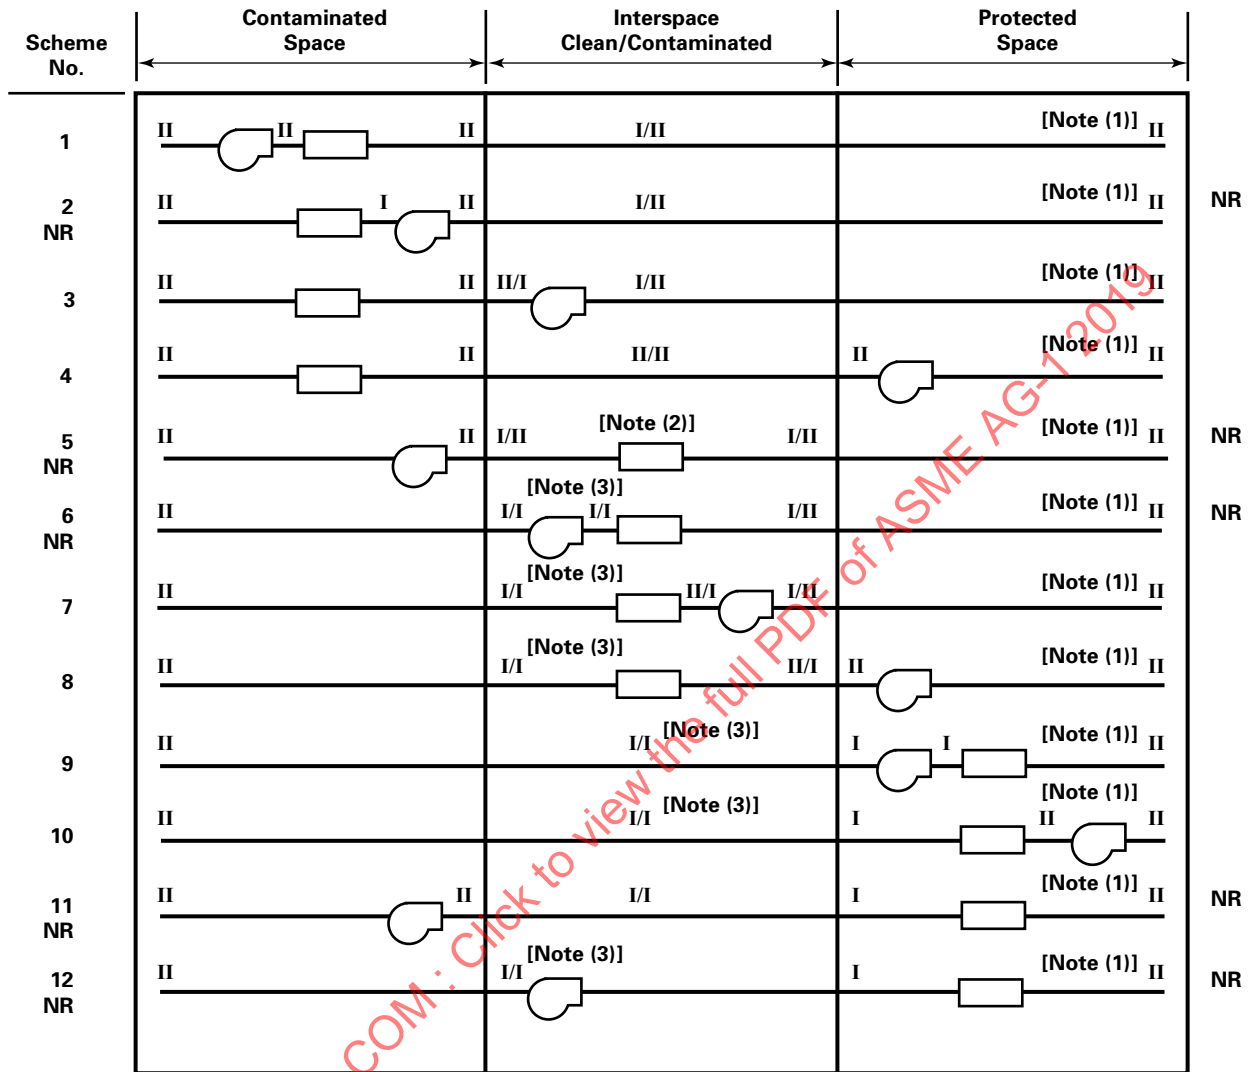 Scheme No.
Contaminated Space
Interspace Clean/Contaminated
Protected Space
1 II II II I/II [Note (1)] II
2 NR II I II I/II [Note (1)] II NR
3 II II II/I I/II [Note (1)] II
4 II II II/II II [Note (1)] II
5 NR II II I/II [Note (2)] I/II [Note (1)] II NR
6 NR II I/I [Note (3)] I/I I/II [Note (1)] II NR
7 II I/I [Note (3)] II/I I/II [Note (1)] II
8 II I/I [Note (3)] II/I II [Note (1)] II
9 II I/I [Note (3)] I I [Note (1)] II
10 II I/I [Note (3)] I II [Note (1)] II
11 NR II II I/I I [Note (1)] II NR
12 NR II I/I [Note (3)] I [Note (1)] II NR
COM : Click to view the full PDF of ASME AG-1 2019